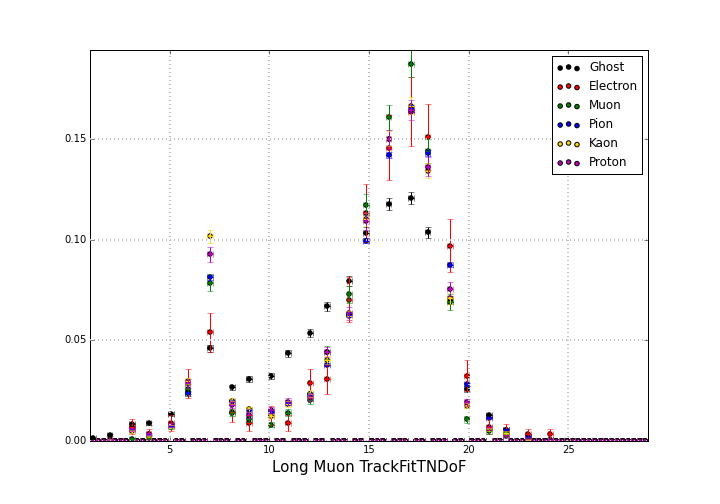 Ghost
Electron
Muon
Pion
Kaon
Proton
0.15
0.10
0.05
0.00
5 10 15 20 25
Long Muon TrackFitTNDoF